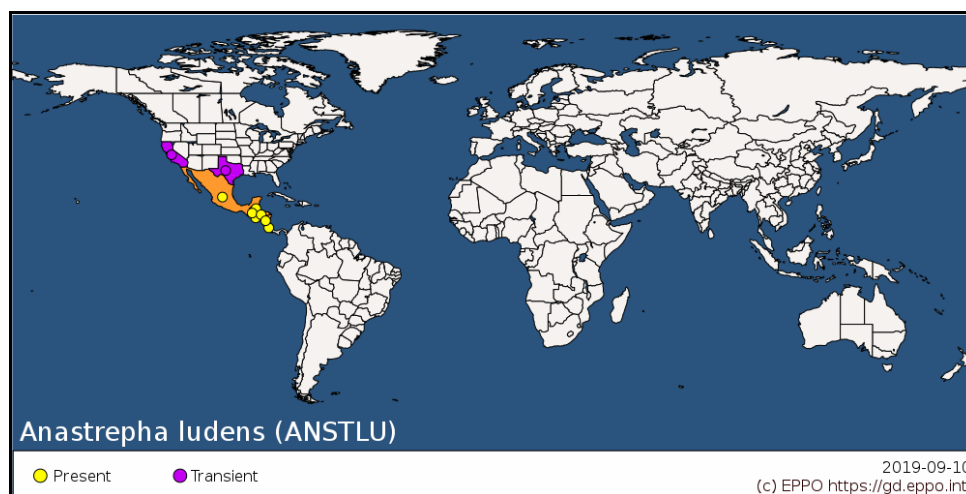 Anastrepha ludens (ANSTLU)
Present
Transient
2019-09-10
(c) EPPO https://gd.eppo.int